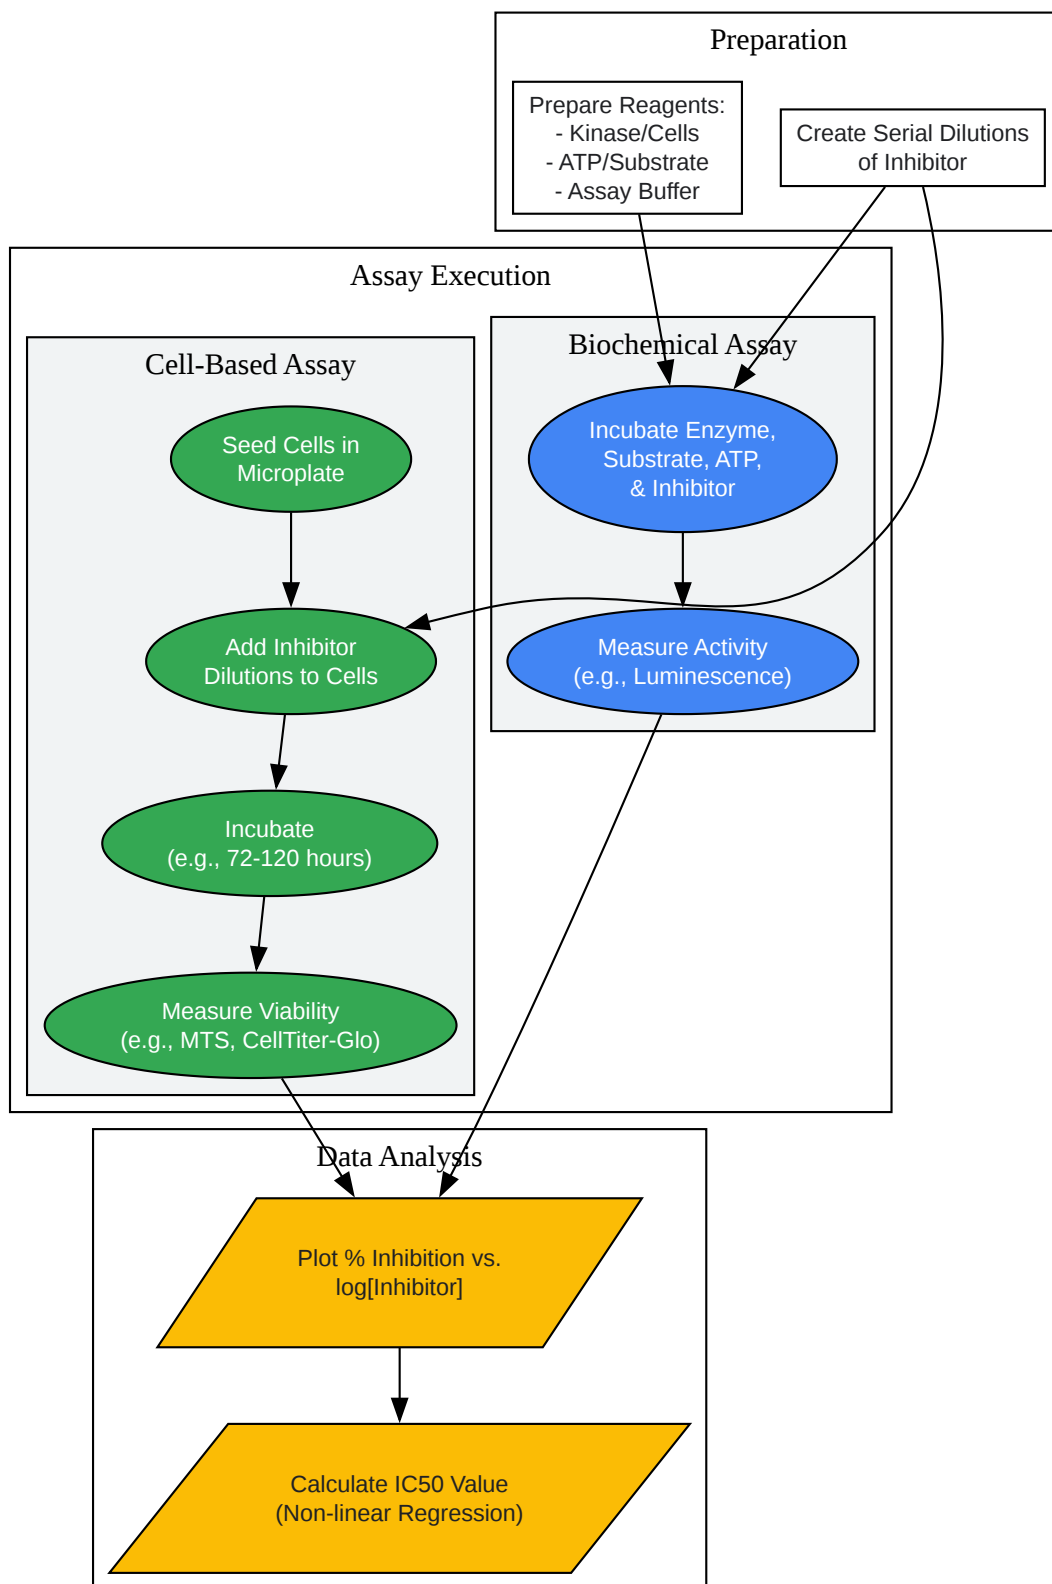 Preparation
Prepare Reagents:
- Kinase/Cells
- ATP/Substrate
- Assay Buffer
Create Serial Dilutions
of Inhibitor
Assay Execution
Cell-Based Assay
Seed Cells in
Microplate
Add Inhibitor
Dilutions to Cells
Incubate
(e.g., 72-120 hours)
Measure Viability
(e.g., MTS, CellTiter-Glo)
Biochemical Assay
Incubate Enzyme,
Substrate, ATP,
& Inhibitor
Measure Activity
(e.g., Luminescence)
Data Analysis
Plot % Inhibition vs.
log[Inhibitor]
Calculate IC50 Value
(Non-linear Regression)